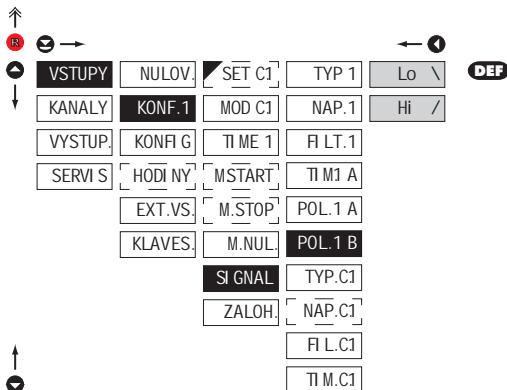 R
VSTUPY NULOV. SET C1 TYP 1 Lo \ DEF
KANALY KONF.1 MOD C1 NAP.1 Hi /
VYSTUP. KONFIG TIME 1 FILT.1
SERVIS HODINY MSTART TIM1 A
EXT.VS. M.STOP POL.1 A
KLAVES. M.NUL. POL.1 B
SIGNAL TYP.C1
ZALOH. NAP.C1
FIL.C1
TIM.C1